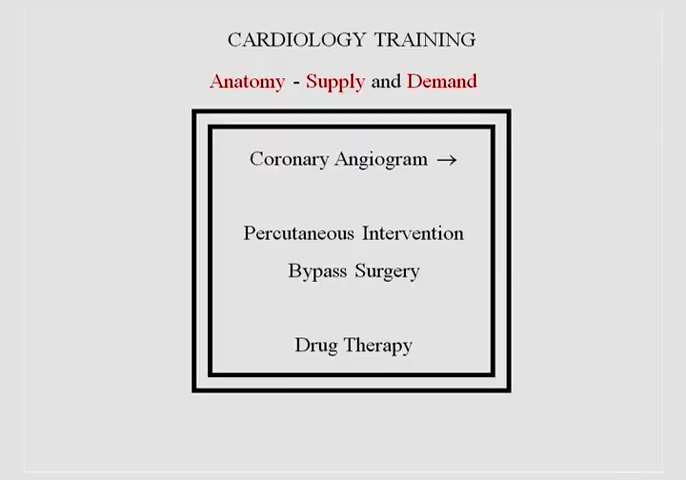 CARDIOLOGY TRAINING
Anatomy - Supply and Demand
Coronary Angiogram →
Percutaneous Intervention
Bypass Surgery
Drug Therapy